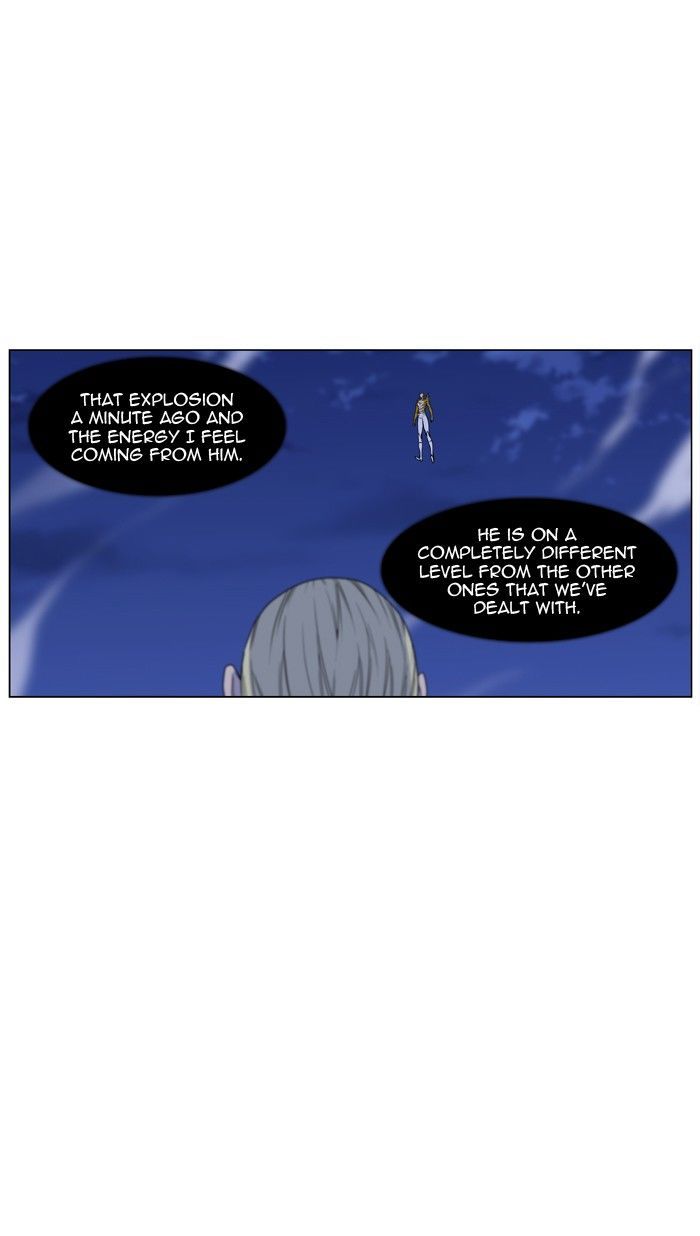 THAT EXPLOSION
A MINUTE AGO AND
THE ENERGY I FEEL
COMING FROM HIM.
HE IS ON A
COMPLETELY DIFFERENT
LEVEL FROM THE OTHER
ONES THAT WE'VE
DEALT WITH.